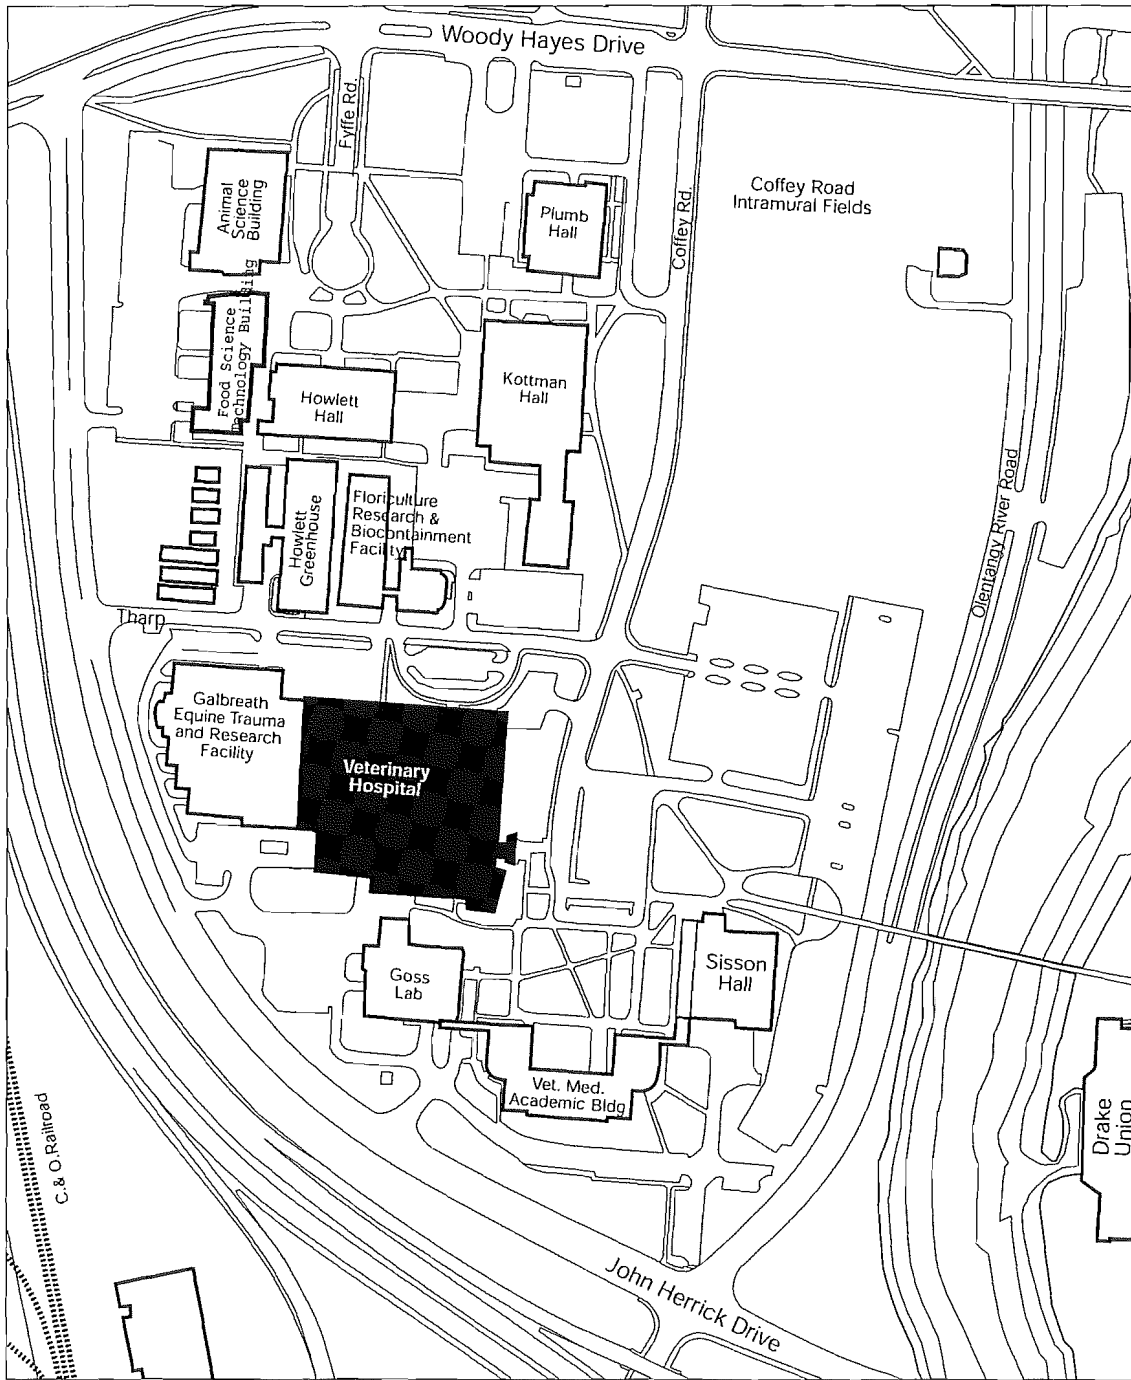 Woody Hayes Drive
Fyffe Rd.
Coffey Rd.
Coffey Road
Intramural Fields
Animal
Science
Building
Plumb
Hall
Food Science
Technology Building
Howlett
Hall
Kottman
Hall
Howlett
Greenhouse
Floriculture
Research &
Biocontainment
Facility
Olentangy River Road
Tharp
Galbreath
Equine Trauma
and Research
Facility
Veterinary
Hospital
Goss
Lab
Sisson
Hall
Vet. Med.
Academic Bldg
Drake
Union
C.& O.Railroad
John Herrick Drive